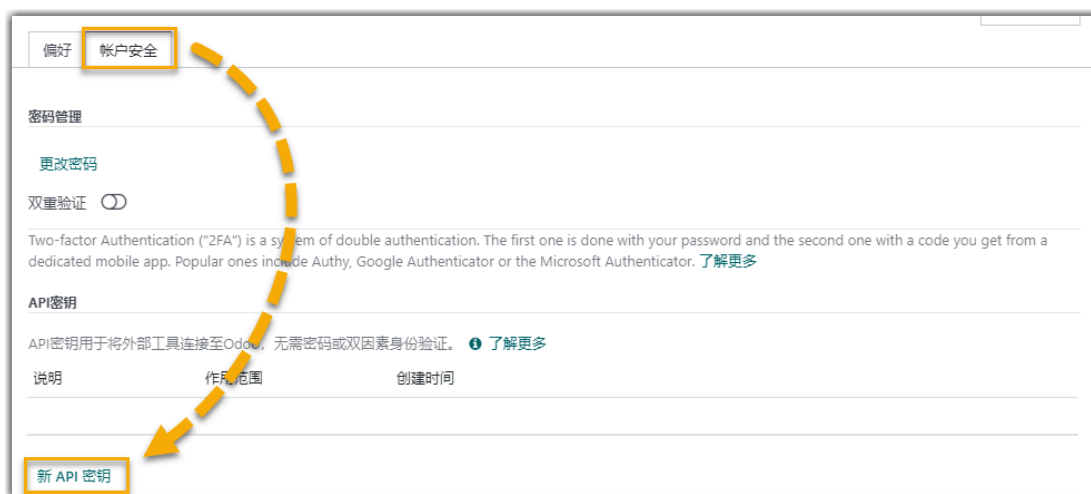 偏好 帐户安全
密码管理
更改密码
双重验证
Two-factor Authentication ("2FA") is a system of double authentication. The first one is done with your password and the second one with a code you get from a
dedicated mobile app. Popular ones include Authy, Google Authenticator or the Microsoft Authenticator. 了解更多
API密钥
API密钥用于将外部工具连接至Odoo，无需密码或双因素身份验证。 了解更多
说明 作用范围 创建时间
新 API 密钥